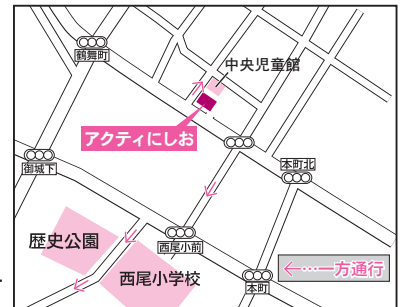 鶴舞町
中央児童館
アクティにしお
御城下
本町北
歴史公園
西尾小前
西尾小学校
本町
←…一方通行